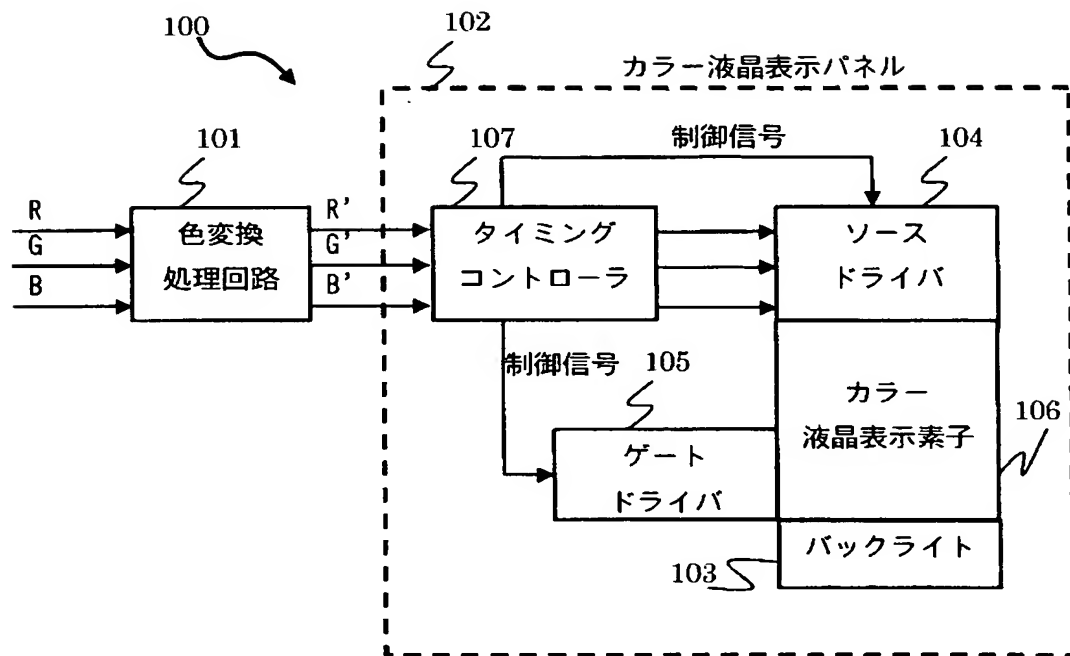 100
102
カラー液晶表示パネル
101
107
制御信号
104
R
G
B
色変換
処理回路
R'
G'
B'
タイミング
コントローラ
ソース
ドライバ
制御信号
105
カラー
液晶表示素子
106
ゲート
ドライバ
バックライト
103